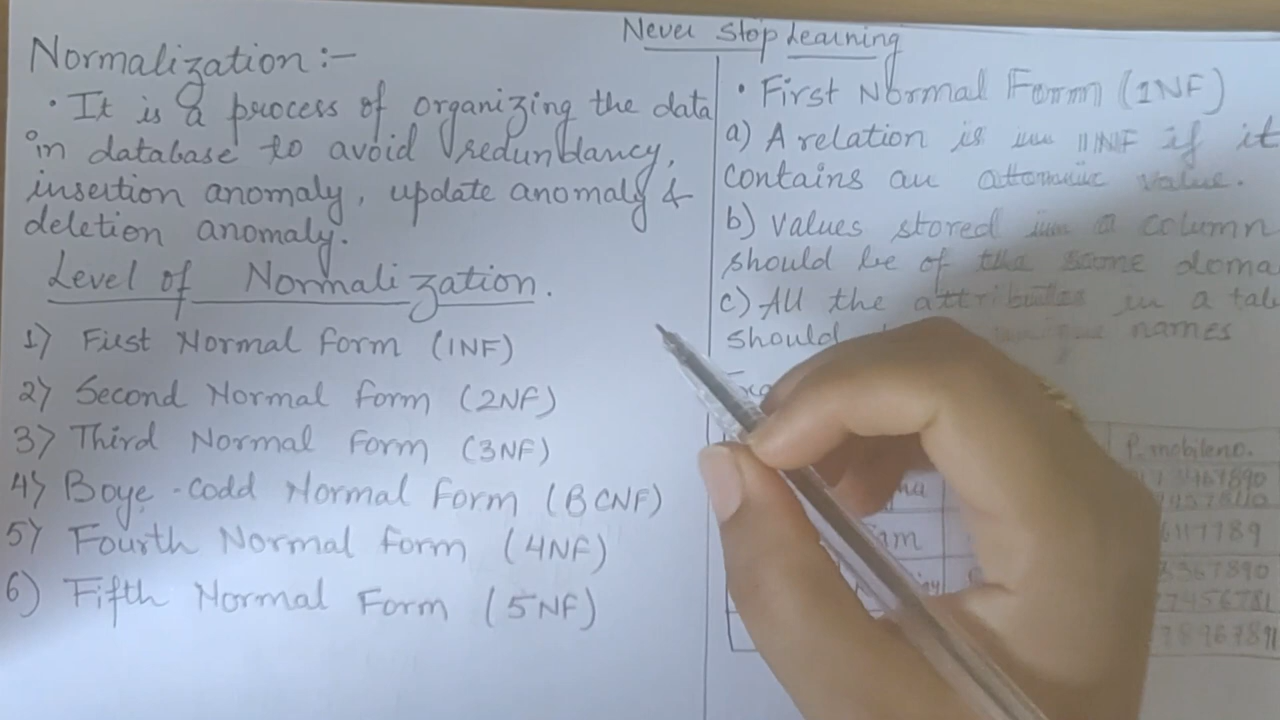 Never Stop Learning
Normalization :-
• It is a process of organizing the data
in database to avoid redundancy,
insertion anomaly, update anomaly &
deletion anomaly.
Level of Normalization.
1) First Normal Form (1NF)
2) Second Normal Form (2NF)
3) Third Normal Form (3NF)
4) Boye-Codd Normal Form (BCNF)
5) Fourth Normal Form (4NF)
6) Fifth Normal Form (5NF)
• First Normal Form (1NF)
a) A relation is in 1NF if it
contains an value.
b) Values stored in a column
should be of the same doma
c) All the attributes in a tab
should names
P.mobileno.